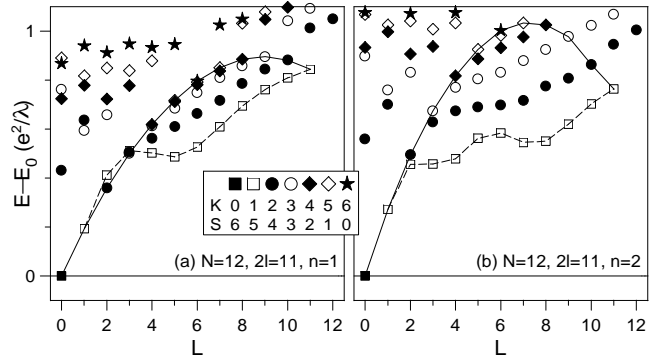 E−E₀ (e²/λ)
1
0
K 0 1 2 3 4 5 6
S 6 5 4 3 2 1 0
(a) N=12, 2l=11, n=1
(b) N=12, 2l=11, n=2
0 2 4 6 8 10 12
0 2 4 6 8 10 12
L
L